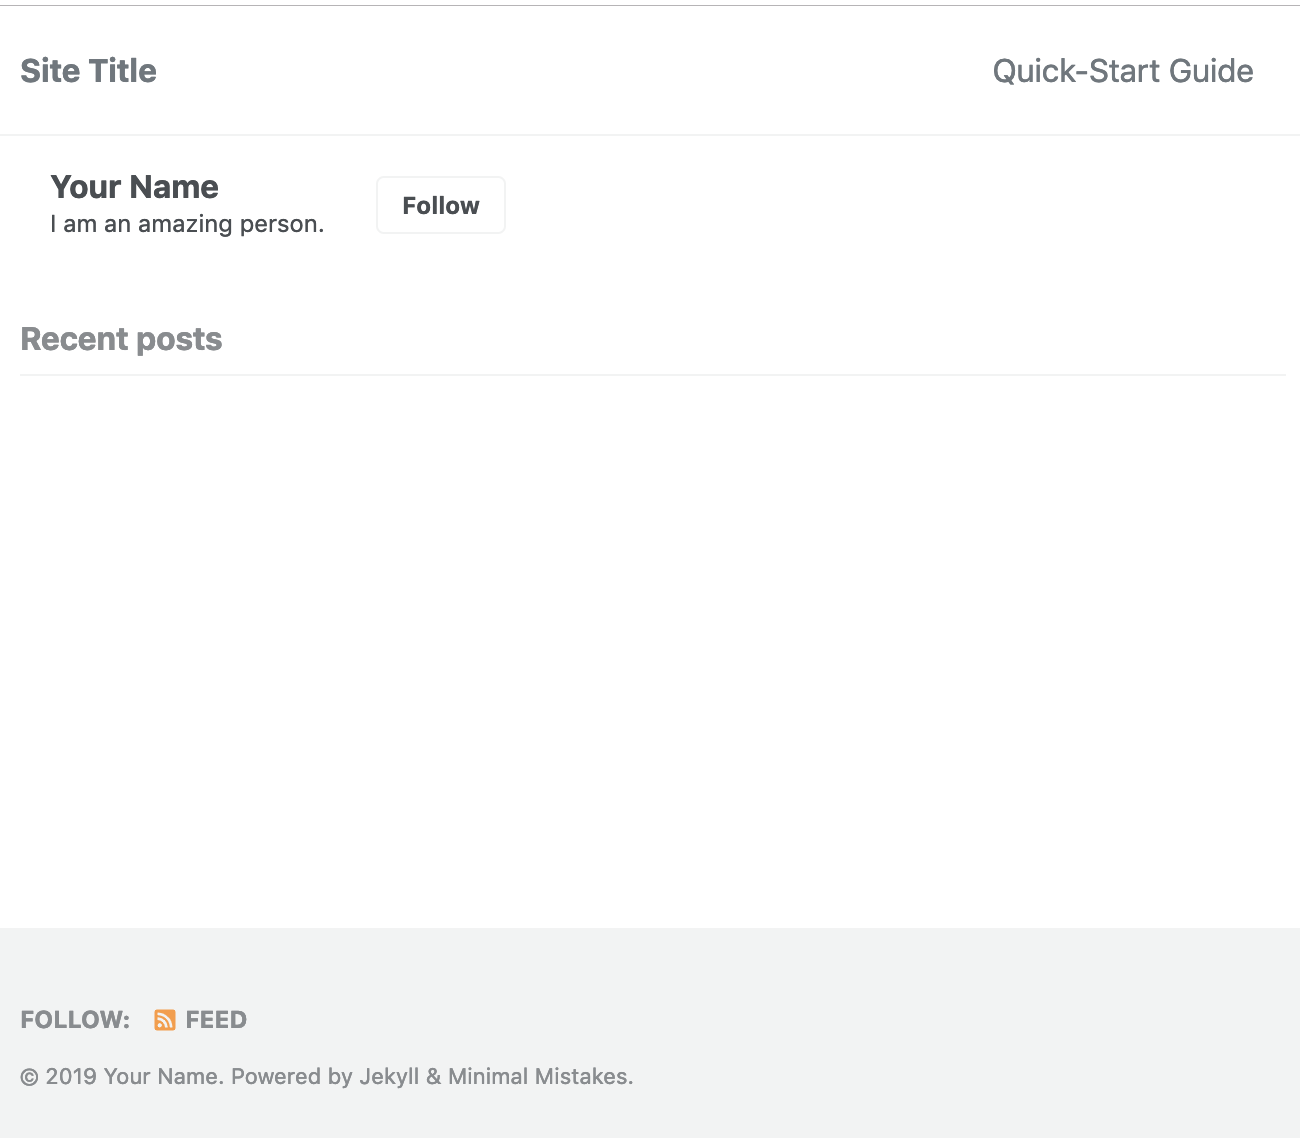 Site Title
Quick-Start Guide
Your Name
I am an amazing person.
Follow
Recent posts
FOLLOW: FEED
© 2019 Your Name. Powered by Jekyll & Minimal Mistakes.